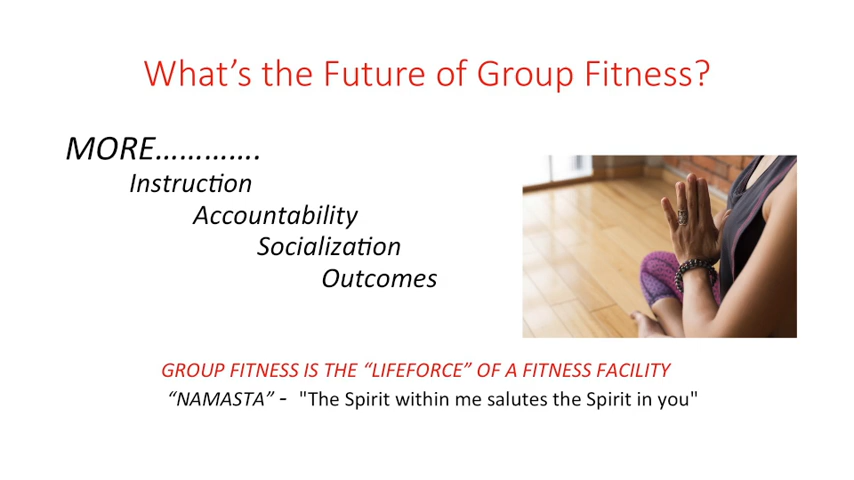 What’s the Future of Group Fitness?
MORE………….
Instruction
Accountability
Socialization
Outcomes
GROUP FITNESS IS THE “LIFEFORCE” OF A FITNESS FACILITY
“NAMASTA” - "The Spirit within me salutes the Spirit in you"